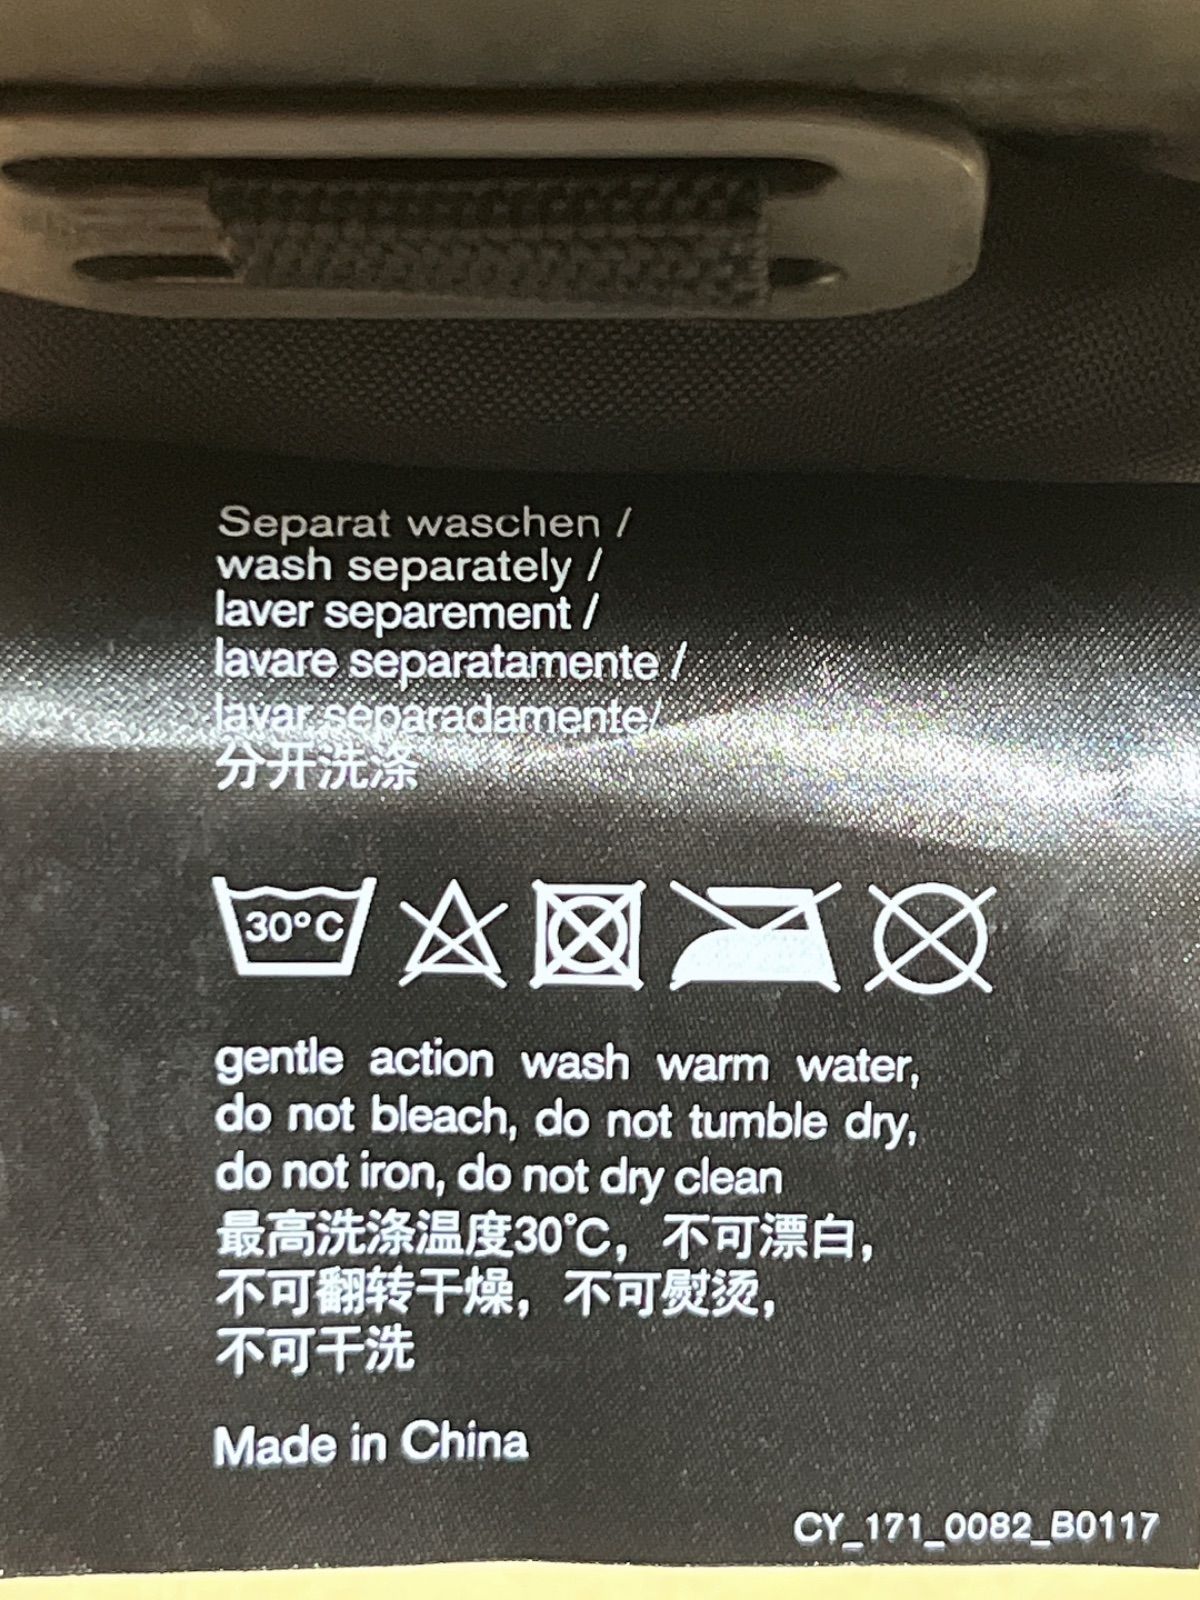 Separat waschen /
wash separately /
laver separement /
lavare separatamente /
lavar separadamente/
分开洗涤
30°C
gentle action wash warm water,
do not bleach, do not tumble dry,
do not iron, do not dry clean
最高洗涤温度30°C，不可漂白，
不可翻转干燥，不可熨烫，
不可干洗
Made in China
CY_171_0082_B0117